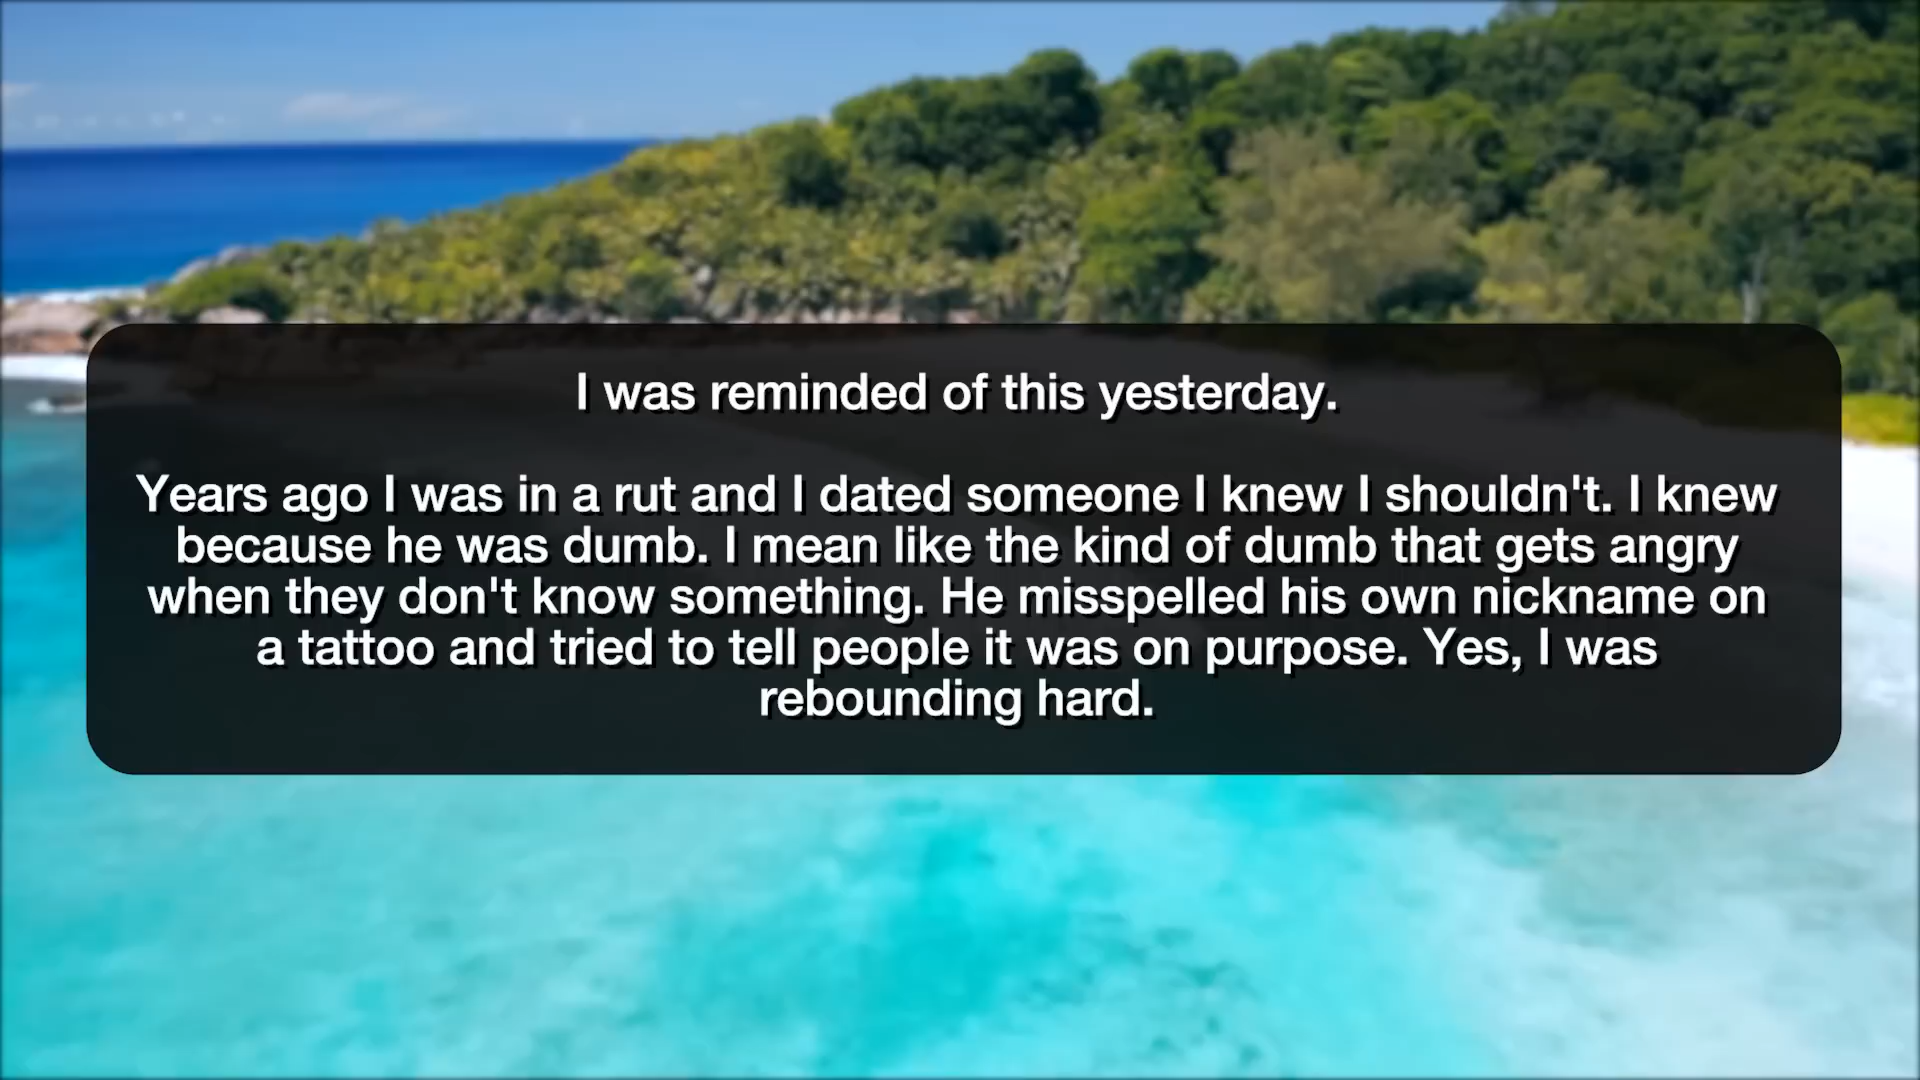 I was reminded of this yesterday.
Years ago I was in a rut and I dated someone I knew I shouldn't. I knew
because he was dumb. I mean like the kind of dumb that gets angry
when they don't know something. He misspelled his own nickname on
a tattoo and tried to tell people it was on purpose. Yes, I was
rebounding hard.